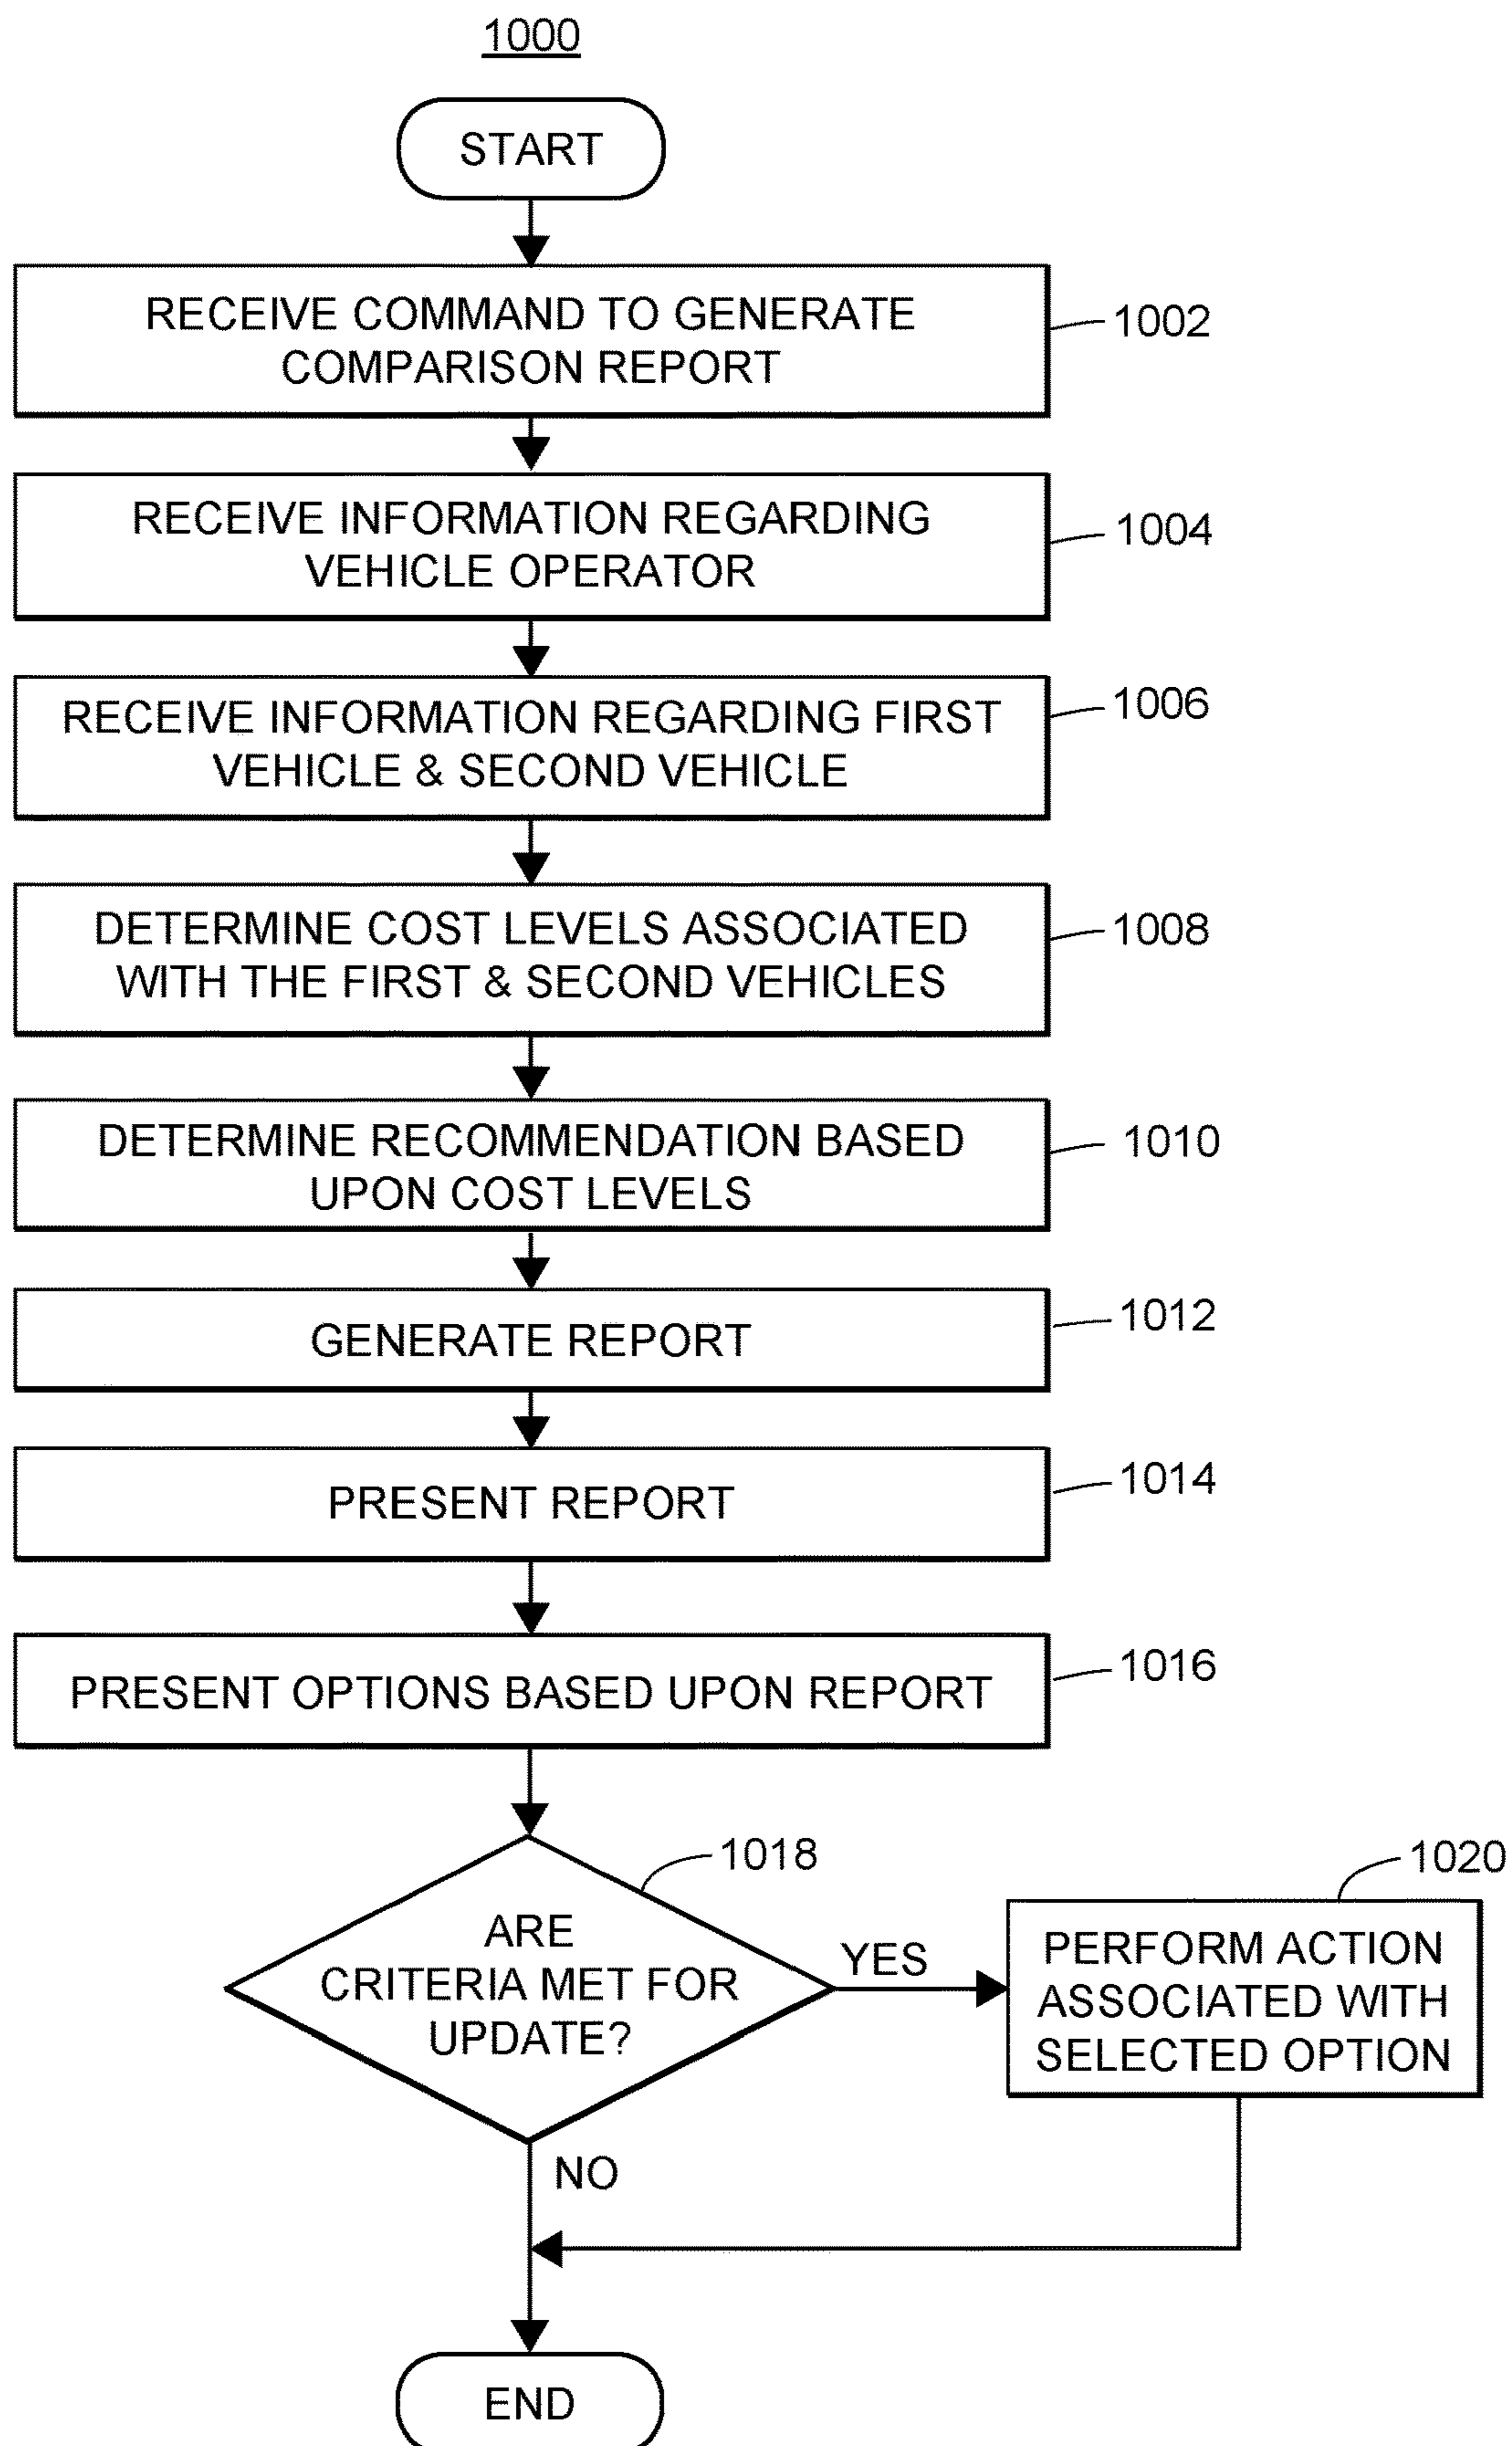 1000
START
RECEIVE COMMAND TO GENERATE
COMPARISON REPORT
1002
RECEIVE INFORMATION REGARDING
VEHICLE OPERATOR
1004
RECEIVE INFORMATION REGARDING FIRST
VEHICLE & SECOND VEHICLE
1006
DETERMINE COST LEVELS ASSOCIATED
WITH THE FIRST & SECOND VEHICLES
1008
DETERMINE RECOMMENDATION BASED
UPON COST LEVELS
1010
GENERATE REPORT
1012
PRESENT REPORT
1014
PRESENT OPTIONS BASED UPON REPORT
1016
ARE
CRITERIA MET FOR
UPDATE?
1018
YES
PERFORM ACTION
ASSOCIATED WITH
SELECTED OPTION
1020
NO
END